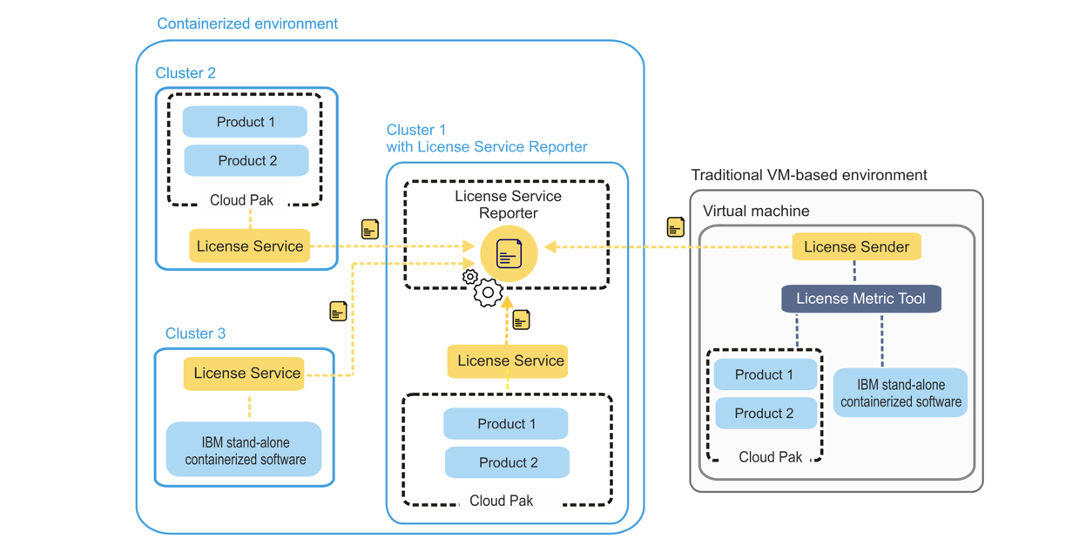 Containerized environment
Cluster 2
Product 1
Product 2
Cloud Pak
License Service
Cluster 3
License Service
IBM stand-alone
containerized software
Cluster 1
with License Service Reporter
License Service
Reporter
License Service
Product 1
Product 2
Cloud Pak
Traditional VM-based environment
Virtual machine
License Sender
License Metric Tool
Product 1
Product 2
Cloud Pak
IBM stand-alone
containerized software